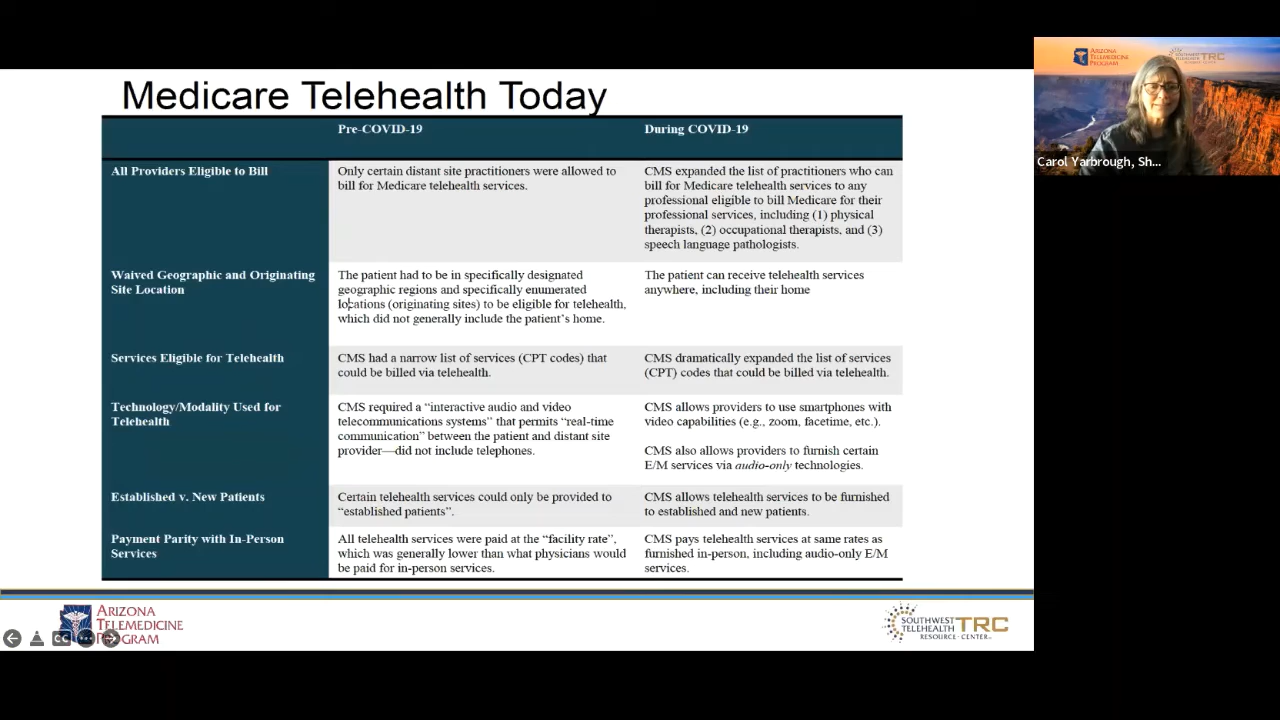 Medicare Telehealth Today
Pre-COVID-19
During COVID-19
All Providers Eligible to Bill
Only certain distant site practitioners were allowed to
bill for Medicare telehealth services.
CMS expanded the list of practitioners who can
bill for Medicare telehealth services to any
professional eligible to bill Medicare for their
professional services, including (1) physical
therapists, (2) occupational therapists, and (3)
speech language pathologists.
Waived Geographic and Originating
Site Location
The patient had to be in specifically designated
geographic regions and specifically enumerated
locations (originating sites) to be eligible for telehealth,
which did not generally include the patient's home.
The patient can receive telehealth services
anywhere, including their home
Services Eligible for Telehealth
CMS had a narrow list of services (CPT codes) that
could be billed via telehealth.
CMS dramatically expanded the list of services
(CPT) codes that could be billed via telehealth.
Technology/Modality Used for
Telehealth
CMS required a “interactive audio and video
telecommunications systems” that permits “real-time
communication” between the patient and distant site
provider—did not include telephones.
CMS allows providers to use smartphones with
video capabilities (e.g., zoom, facetime, etc.).
CMS also allows providers to furnish certain
E/M services via audio-only technologies.
Established v. New Patients
Certain telehealth services could only be provided to
“established patients”.
CMS allows telehealth services to be furnished
to established and new patients.
Payment Parity with In-Person
Services
All telehealth services were paid at the “facility rate”,
which was generally lower than what physicians would
be paid for in-person services.
CMS pays telehealth services at same rates as
furnished in-person, including audio-only E/M
services.
ARIZONA
TELEMEDICINE
PROGRAM
CC
SOUTHWEST
TELEHEALTH
RESOURCE CENTER
TRC
ARIZONA
TELEMEDICINE
PROGRAM
SOUTHWEST
TELEHEALTH
TRC
Carol Yarbrough, Sh...